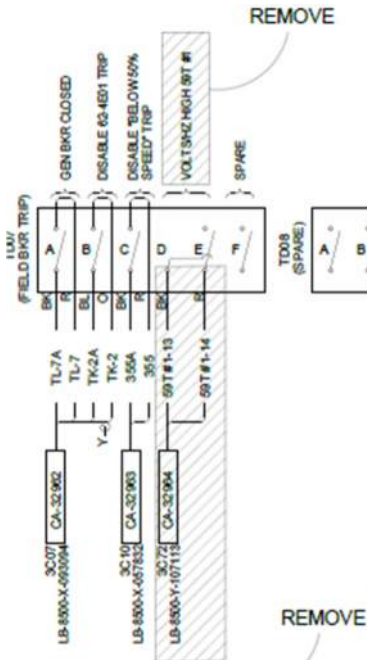 REMOVE
GEN BKR CLOSED
DISABLE 62-4E01 TRIP
DISABLE "BELOW 50%
SPEED" TRIP
VOLTS/HZ HIGH 59T #1
SPARE
(FIELD BKR TRIP)
A
B
C
D
E
F
TD08
(SPARE)
A
B
BK
R
BL
O
BK
R
BK
R
TL-7A
TL-7
TK-2A
TK-2
355A
355
59T#1-13
59T#1-14
Y
CA-32962
CA-32963
CA-32964
3C07
LB-8500-X-093094
3C10
LB-8500-X-057832
3C72
LB-8500-Y-107113
REMOVE